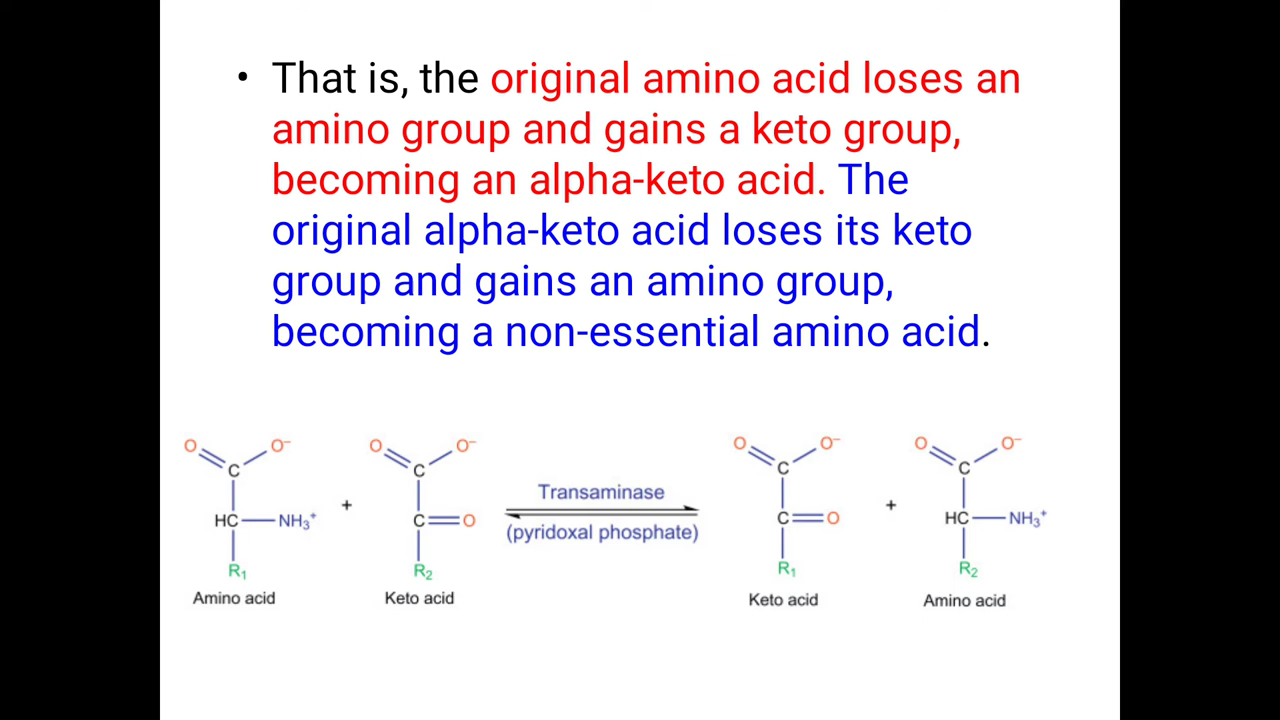 • That is, the original amino acid loses an
amino group and gains a keto group,
becoming an alpha-keto acid. The
original alpha-keto acid loses its keto
group and gains an amino group,
becoming a non-essential amino acid.
O O⁻ O O⁻ O O⁻ O O⁻
C C C C
+ Transaminase +
HC NH₃⁺ C O (pyridoxal phosphate) C O HC NH₃⁺
R₁ R₂ R₁ R₂
Amino acid Keto acid Keto acid Amino acid